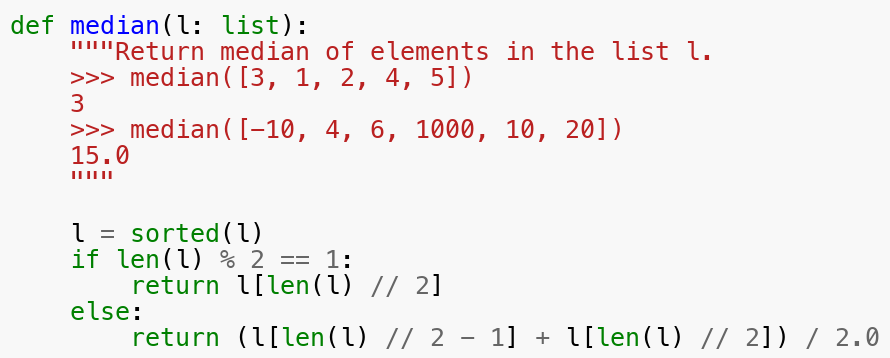 def median(l: list):
    """Return median of elements in the list l.
    >>> median([3, 1, 2, 4, 5])
    3
    >>> median([-10, 4, 6, 1000, 10, 20])
    15.0
    """

    l = sorted(l)
    if len(l) % 2 == 1:
        return l[len(l) // 2]
    else:
        return (l[len(l) // 2 - 1] + l[len(l) // 2]) / 2.0